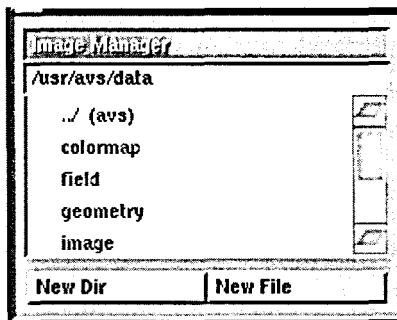 Image Manager
/usr/avs/data
../ (avs)
colormap
field
geometry
image
New Dir
New File